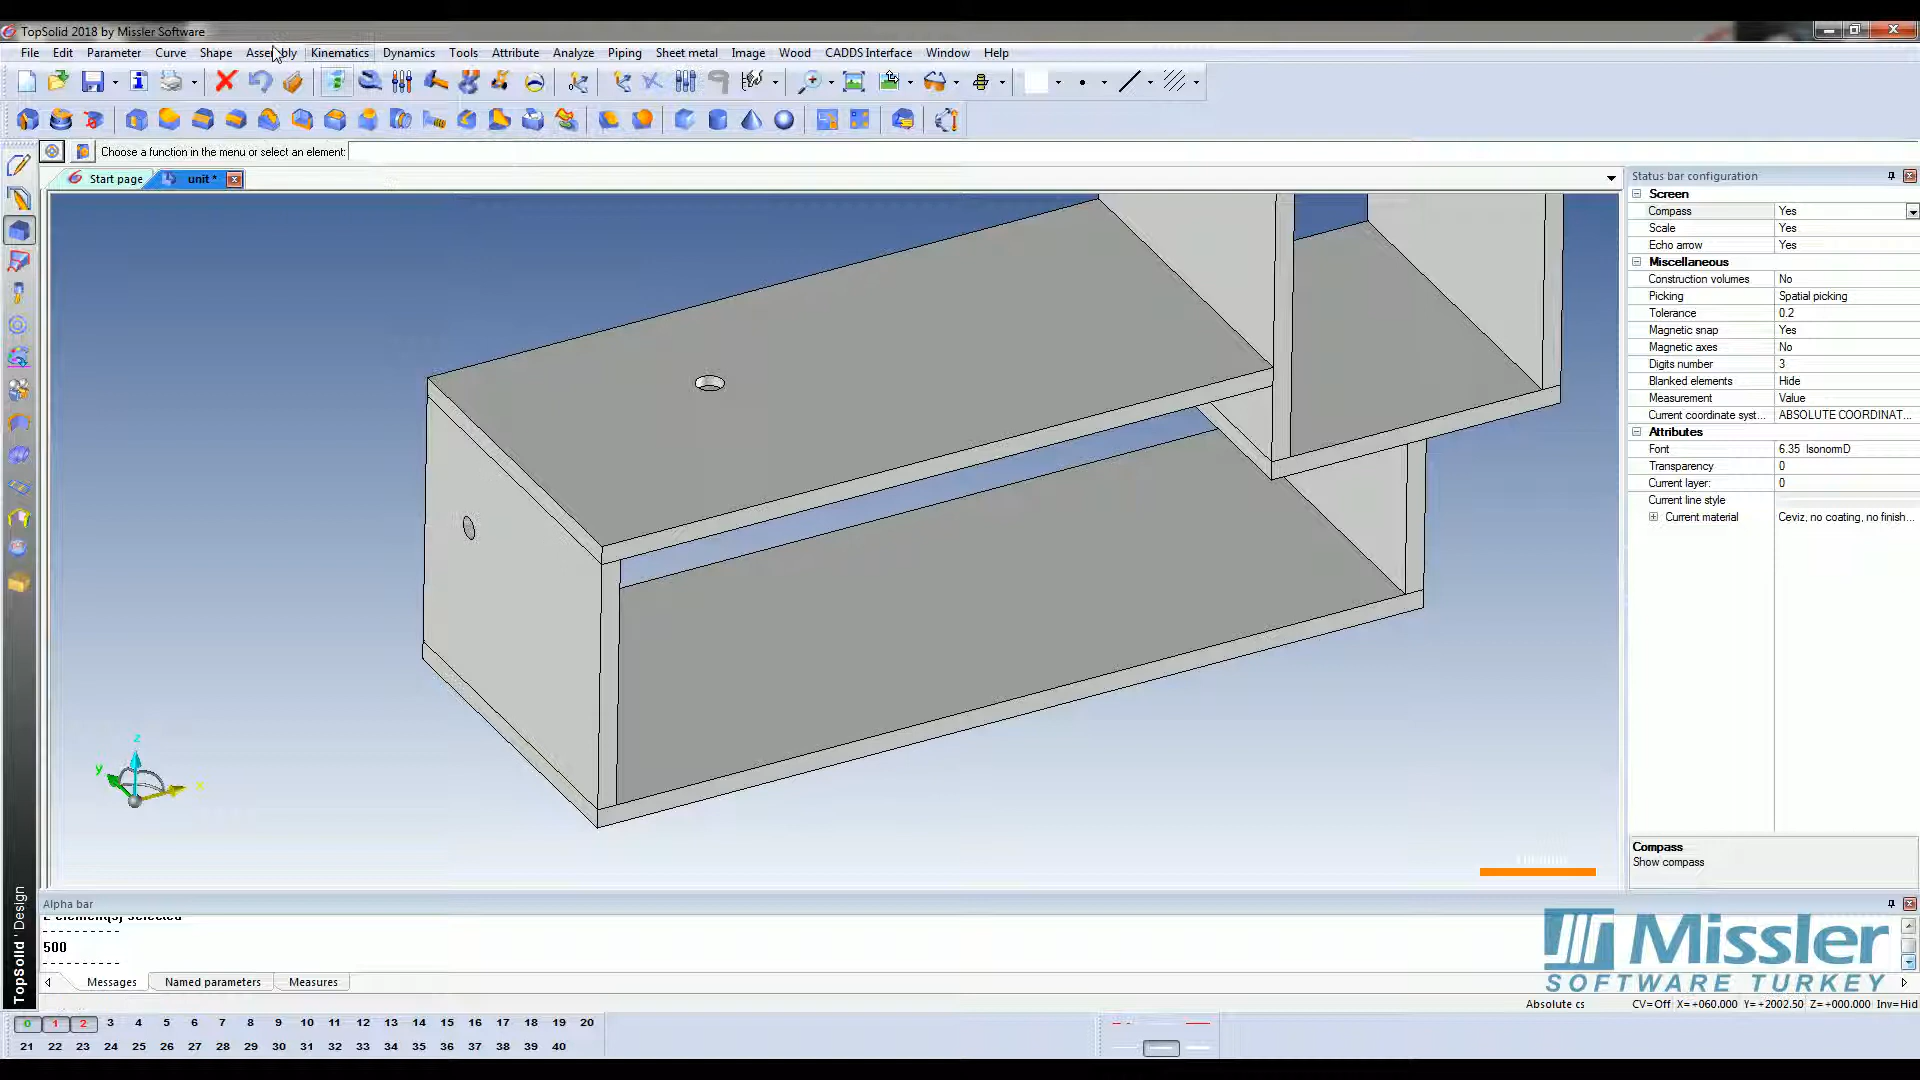 TopSolid 2018 by Missler Software
File Edit Parameter Curve Shape Assembly Kinematics Dynamics Tools Attribute Analyze Piping Sheet metal Image Wood CADDS Interface Window Help
Choose a function in the menu or select an element:
Start page unit *
Status bar configuration
Screen
Compass Yes
Scale Yes
Echo arrow Yes
Miscellaneous
Construction volumes No
Picking Spatial picking
Tolerance 0.2
Magnetic snap Yes
Magnetic axes No
Digits number 3
Blanked elements Hide
Measurement Value
Current coordinate syst... ABSOLUTE COORDINAT...
Attributes
Font 6.35 IsonormD
Transparency 0
Current layer: 0
Current line style
Current material Ceviz, no coating, no finish...
z
y
x
Compass
Show compass
TopSolid'Design
Alpha bar
2 element(s) selected
----------
500
----------
Messages Named parameters Measures
Missler
SOFTWARE TURKEY
Absolute cs CV=Off X= +060.000 Y= +2002.50 Z= +000.000 Inv=Hid
0 1 2 3 4 5 6 7 8 9 10 11 12 13 14 15 16 17 18 19 20
21 22 23 24 25 26 27 28 29 30 31 32 33 34 35 36 37 38 39 40